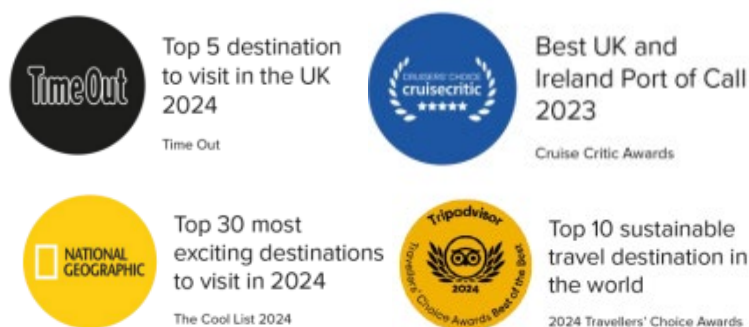 TimeOut
Top 5 destination
to visit in the UK
2024
Time Out
CRUISERS' CHOICE
cruisecritic
Best UK and
Ireland Port of Call
2023
Cruise Critic Awards
NATIONAL
GEOGRAPHIC
Top 30 most
exciting destinations
to visit in 2024
The Cool List 2024
Tripadvisor
2024
Travellers' Choice Awards Best of the Best
Top 10 sustainable
travel destination in
the world
2024 Travellers' Choice Awards